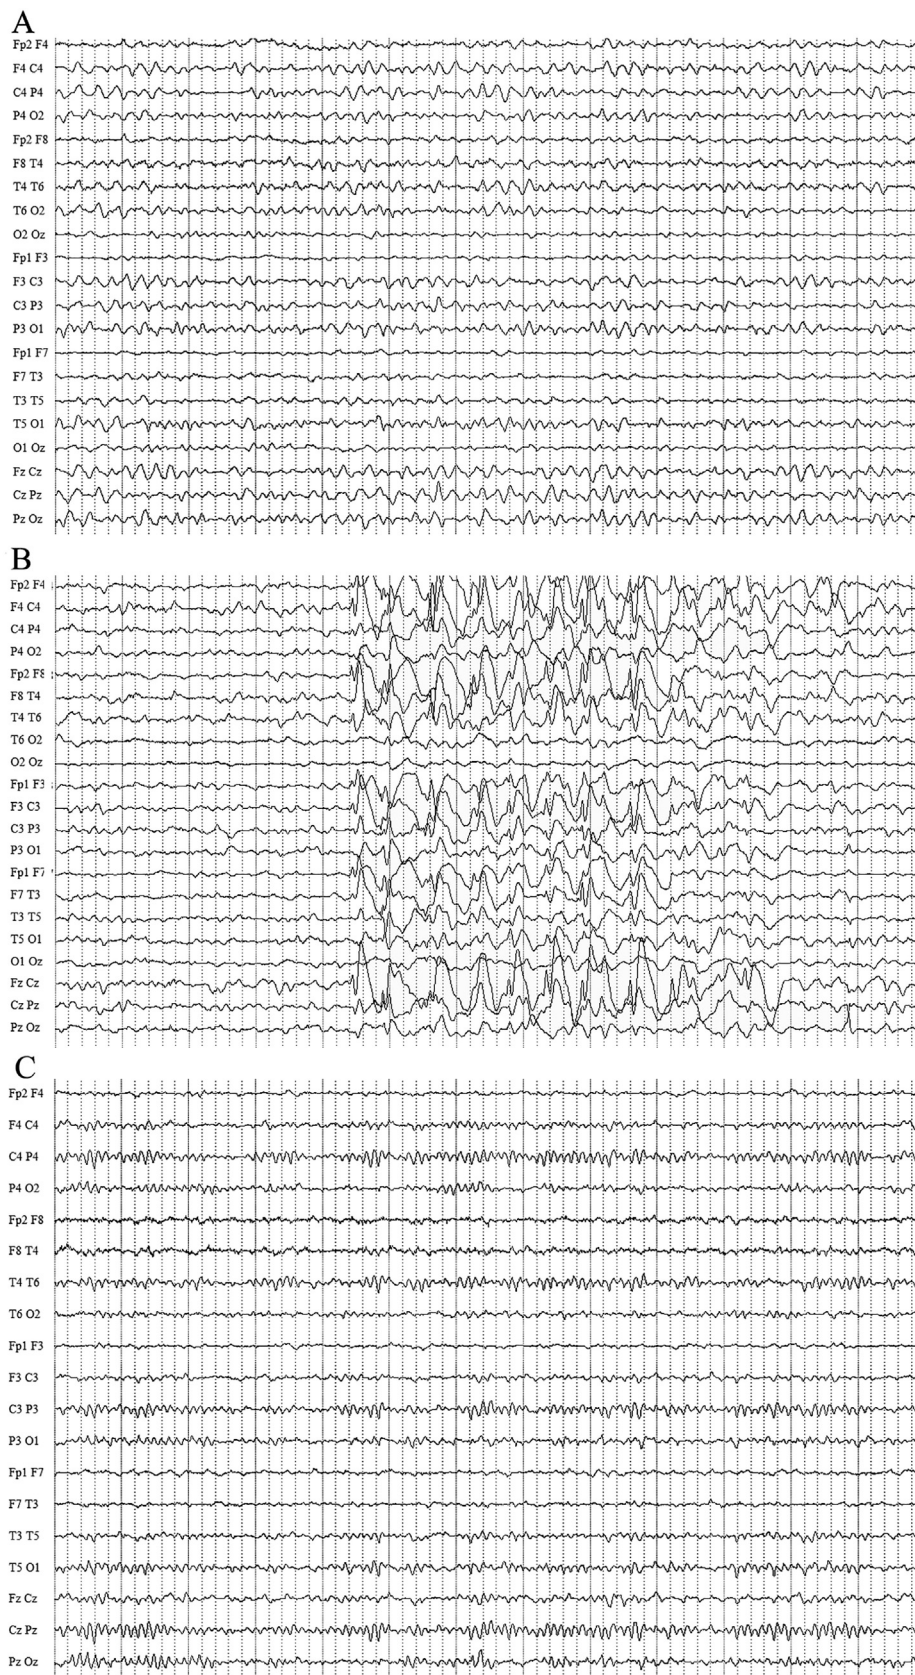 A
Fp2 F4
F4 C4
C4 P4
P4 O2
Fp2 F8
F8 T4
T4 T6
T6 O2
O2 Oz
Fp1 F3
F3 C3
C3 P3
P3 O1
Fp1 F7
F7 T3
T3 T5
T5 O1
O1 Oz
Fz Cz
Cz Pz
Pz Oz
B
Fp2 F4
F4 C4
C4 P4
P4 O2
Fp2 F8
F8 T4
T4 T6
T6 O2
O2 Oz
Fp1 F3
F3 C3
C3 P3
P3 O1
Fp1 F7
F7 T3
T3 T5
T5 O1
O1 Oz
Fz Cz
Cz Pz
Pz Oz
C
Fp2 F4
F4 C4
C4 P4
P4 O2
Fp2 F8
F8 T4
T4 T6
T6 O2
Fp1 F3
F3 C3
C3 P3
P3 O1
Fp1 F7
F7 T3
T3 T5
T5 O1
Fz Cz
Cz Pz
Pz Oz